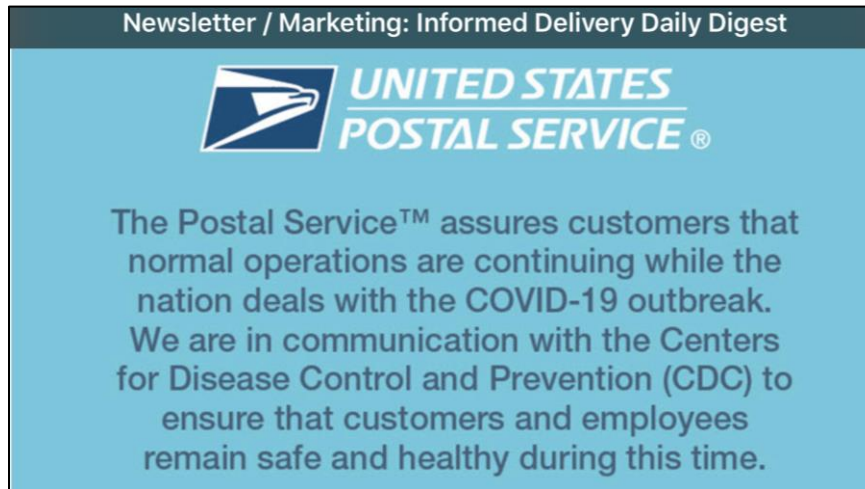 Newsletter / Marketing: Informed Delivery Daily Digest
UNITED STATES
POSTAL SERVICE ®
The Postal Service™ assures customers that
normal operations are continuing while the
nation deals with the COVID-19 outbreak.
We are in communication with the Centers
for Disease Control and Prevention (CDC) to
ensure that customers and employees
remain safe and healthy during this time.